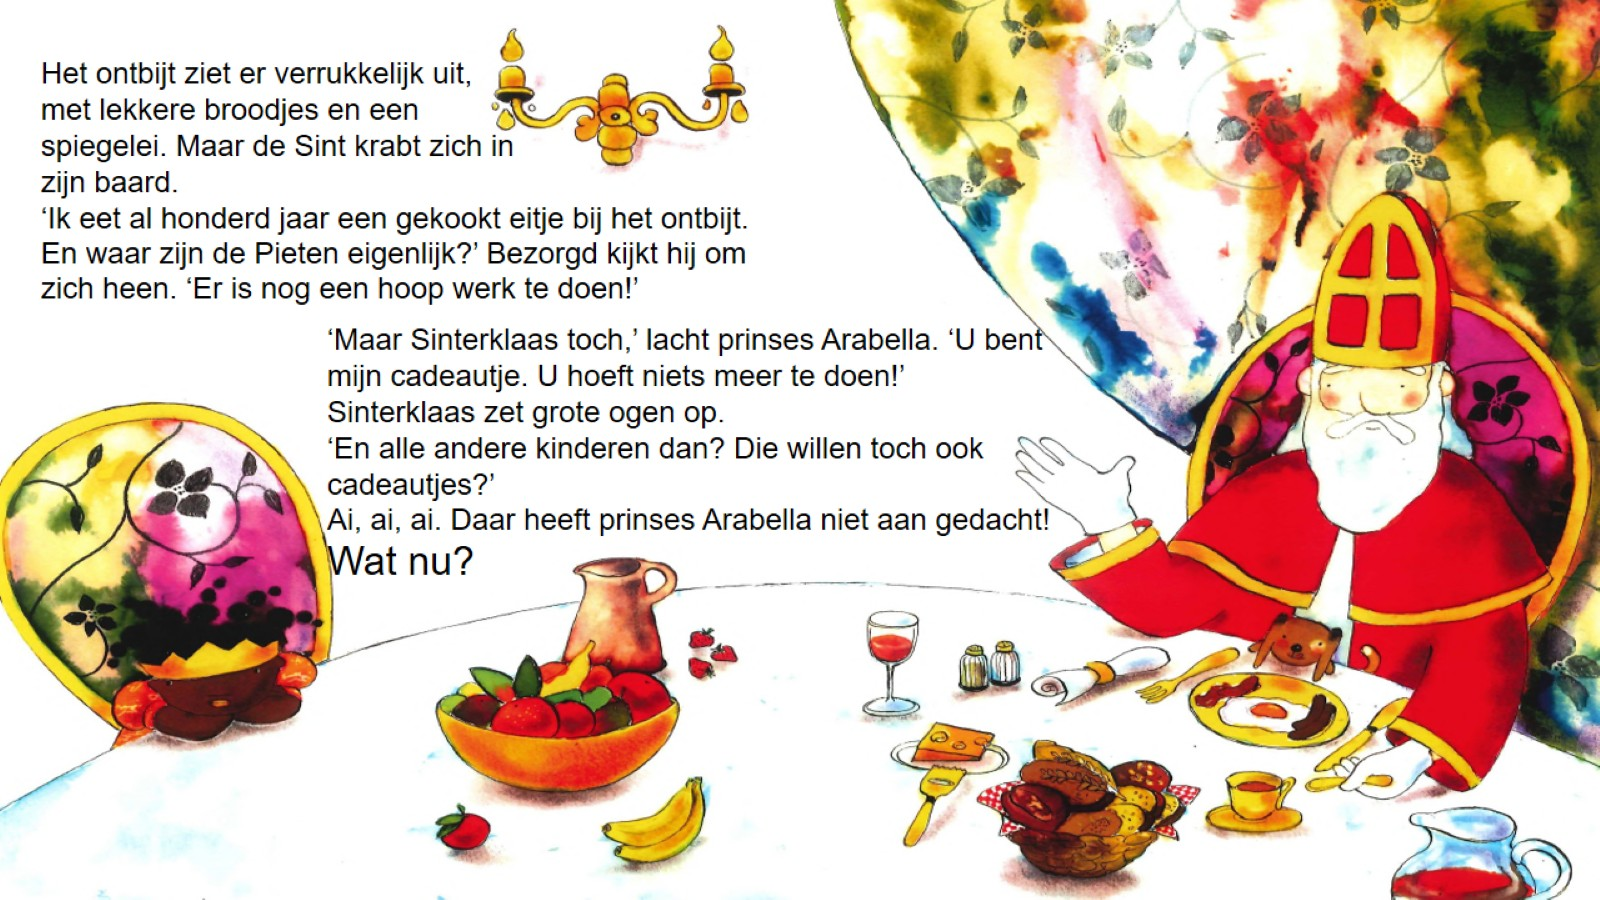 Het ontbijt ziet er verrukkelijk uit,
met lekkere broodjes en een
spiegelei. Maar de Sint krabt zich in
zijn baard.
‘Ik eet al honderd jaar een gekookt eitje bij het ontbijt.
En waar zijn de Pieten eigenlijk?’ Bezorgd kijkt hij om
zich heen. ‘Er is nog een hoop werk te doen!’
‘Maar Sinterklaas toch,’ lacht prinses Arabella. ‘U bent
mijn cadeautje. U hoeft niets meer te doen!’
Sinterklaas zet grote ogen op.
‘En alle andere kinderen dan? Die willen toch ook
cadeautjes?’
Ai, ai, ai. Daar heeft prinses Arabella niet aan gedacht!
Wat nu?